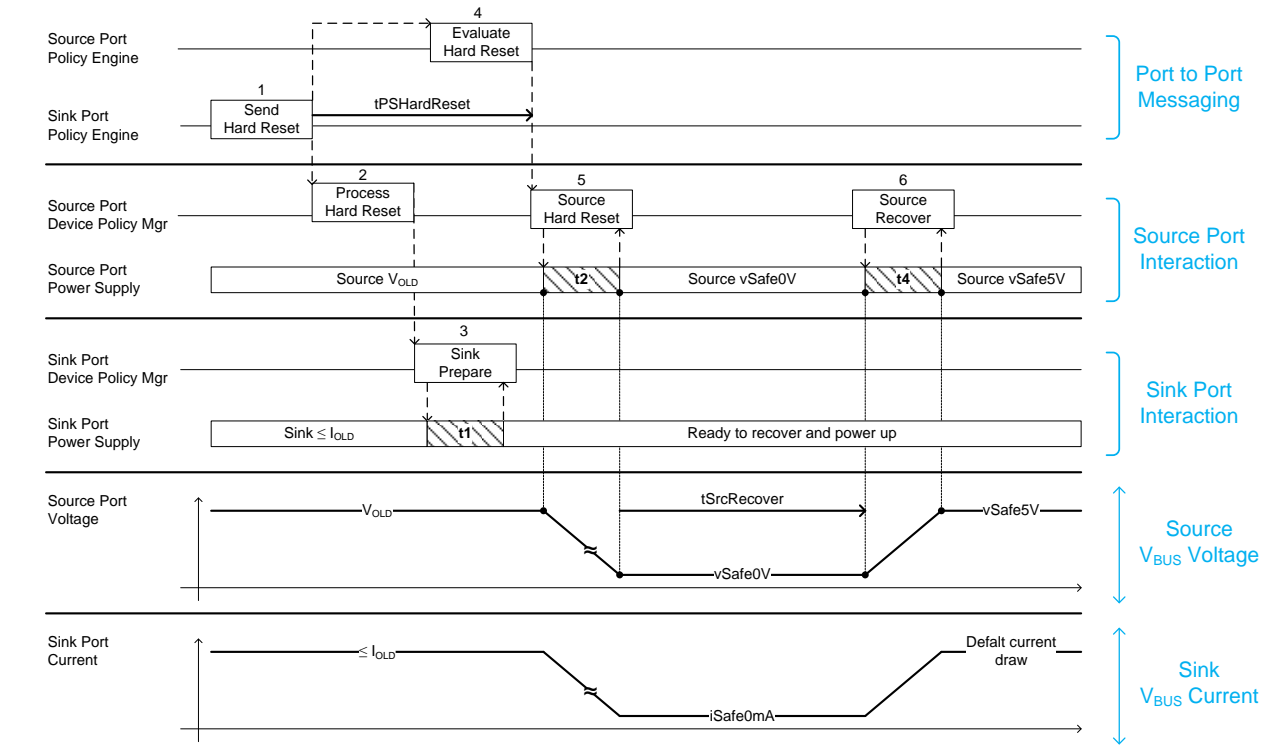 4
Source Port
Policy Engine
Evaluate
Hard Reset
Port to Port
Messaging
1
tPSHardReset
Sink Port
Policy Engine
Send
Hard Reset
2
5
6
Source Port
Device Policy Mgr
Process
Hard Reset
Source
Hard Reset
Source
Recover
Source Port
Interaction
Source Port
Power Supply
Source VOLD
t2
Source vSafe0V
t4
Source vSafe5V
3
Sink Port
Device Policy Mgr
Sink
Prepare
Sink Port
Interaction
Sink Port
Power Supply
Sink ≤ IOLD
t1
Ready to recover and power up
Source Port
Voltage
tSrcRecover
VOLD
vSafe5V
≈
vSafe0V
Source
VBUS Voltage
Sink Port
Current
≤ IOLD
Defalt current
draw
≈
iSafe0mA
Sink
VBUS Current